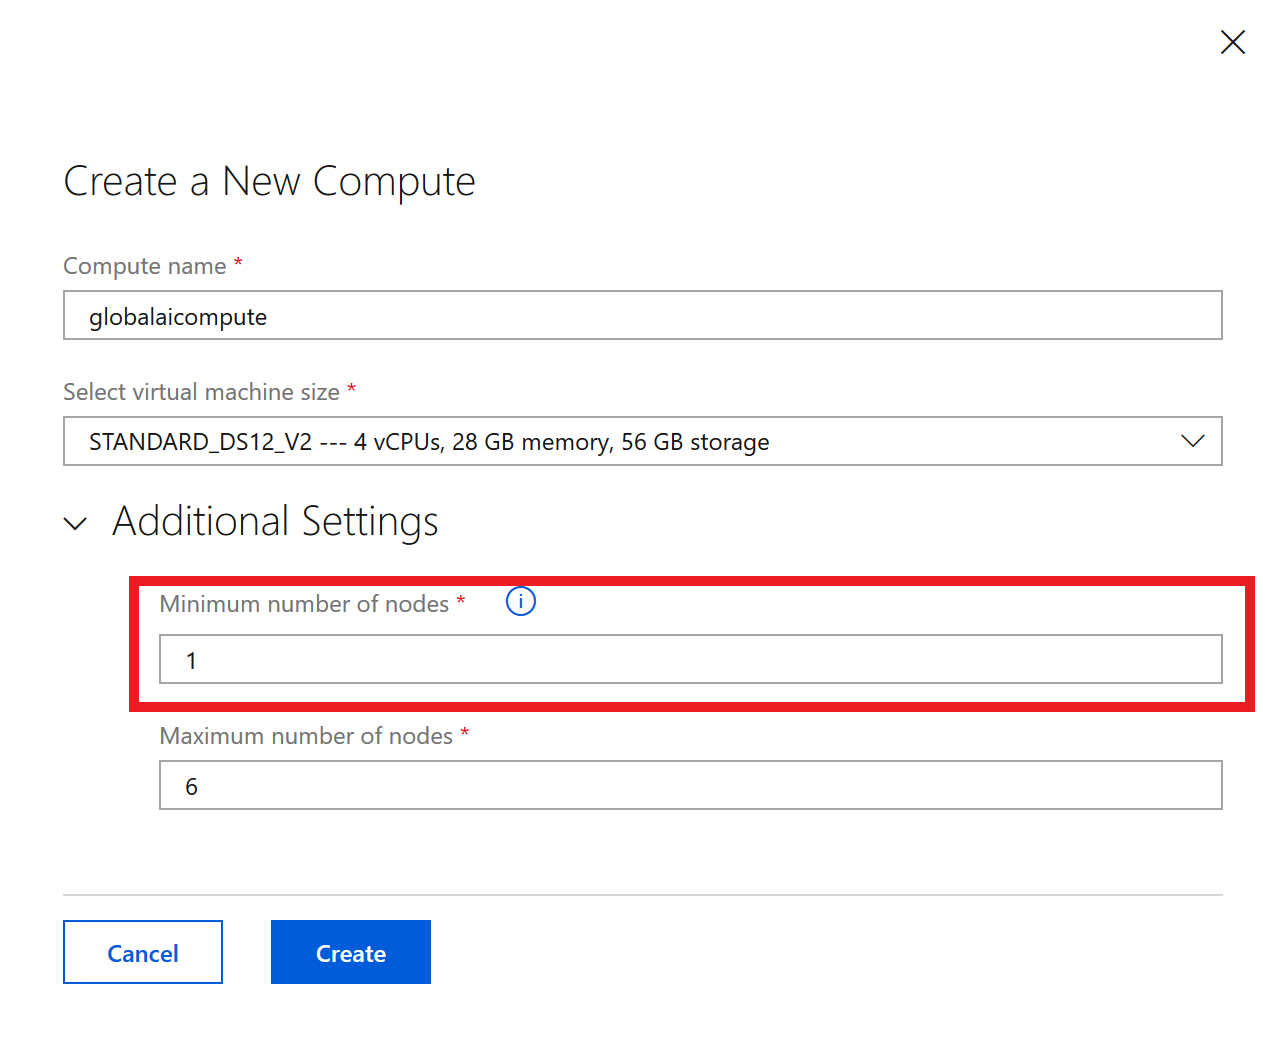 Create a New Compute
Compute name *
globalaicompute
Select virtual machine size *
STANDARD_DS12_V2 --- 4 vCPUs, 28 GB memory, 56 GB storage
Additional Settings
Minimum number of nodes *
1
Maximum number of nodes *
6
Cancel
Create